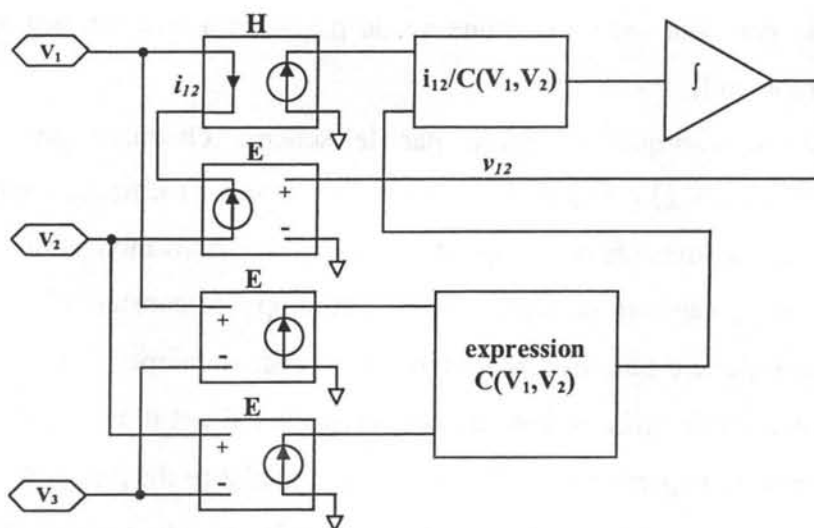 H
V₁
i₁₂
i₁₂/C(V₁,V₂)
∫
E
v₁₂
+
-
V₂
E
+
-
expression
C(V₁,V₂)
E
+
-
V₃